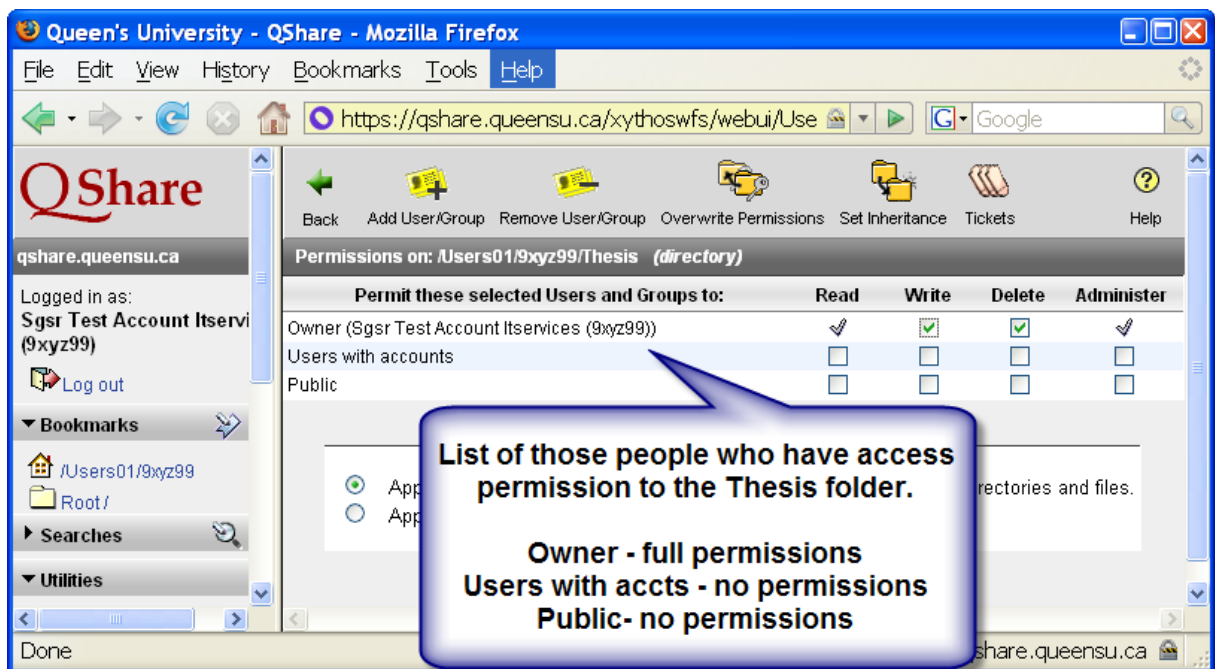 Queen's University - QShare - Mozilla Firefox
File Edit View History Bookmarks Tools Help
https://qshare.queensu.ca/xythoswfs/webui/Use
G Google
QShare
Back Add User/Group Remove User/Group Overwrite Permissions Set Inheritance Tickets Help
qshare.queensu.ca
Permissions on: /Users01/9xyz99/Thesis (directory)
Logged in as:
Sgsr Test Account Itservi
(9xyz99)
Log out
Permit these selected Users and Groups to: Read Write Delete Administer
Owner (Sgsr Test Account Itservices (9xyz99))
Users with accounts
Public
Bookmarks
/Users01/9xyz99
Root /
Searches
Utilities
List of those people who have access
permission to the Thesis folder.
Owner - full permissions
Users with accts - no permissions
Public- no permissions
and files.
Done
share.queensu.ca